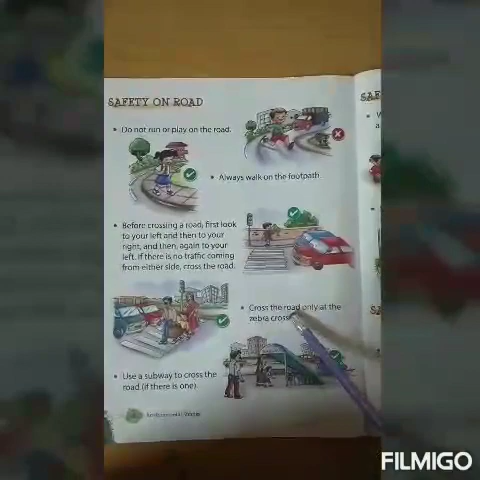 SAFETY ON ROAD
• Do not run or play on the road.
• Always walk on the footpath.
• Before crossing a road, first look
to your left and then to your
right, and then, again to your
left. If there is no traffic coming
from either side, cross the road.
• Cross the road only at the
zebra cross
• Use a subway to cross the
road (if there is one).
SAF
SA
FILMIGO